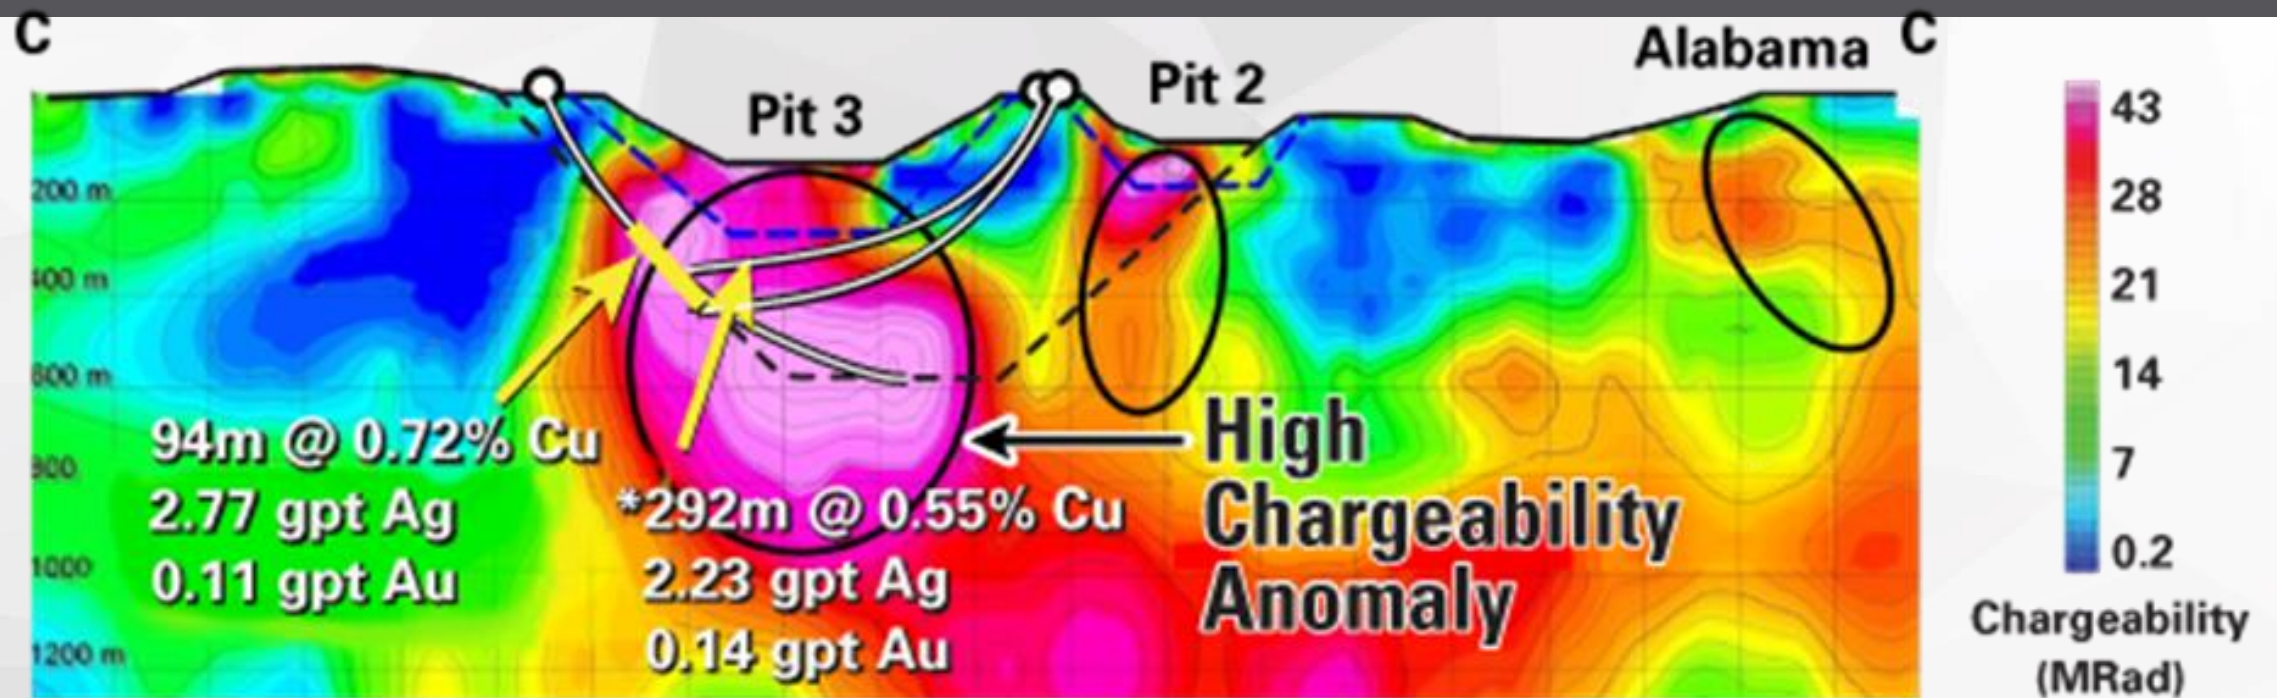 C
Alabama C
Pit 3
Pit 2
200 m
400 m
600 m
800
1000
1200 m
94m @ 0.72% Cu
2.77 gpt Ag
0.11 gpt Au
*292m @ 0.55% Cu
2.23 gpt Ag
0.14 gpt Au
High
Chargeability
Anomaly
43
28
21
14
7
0.2
Chargeability
(MRad)